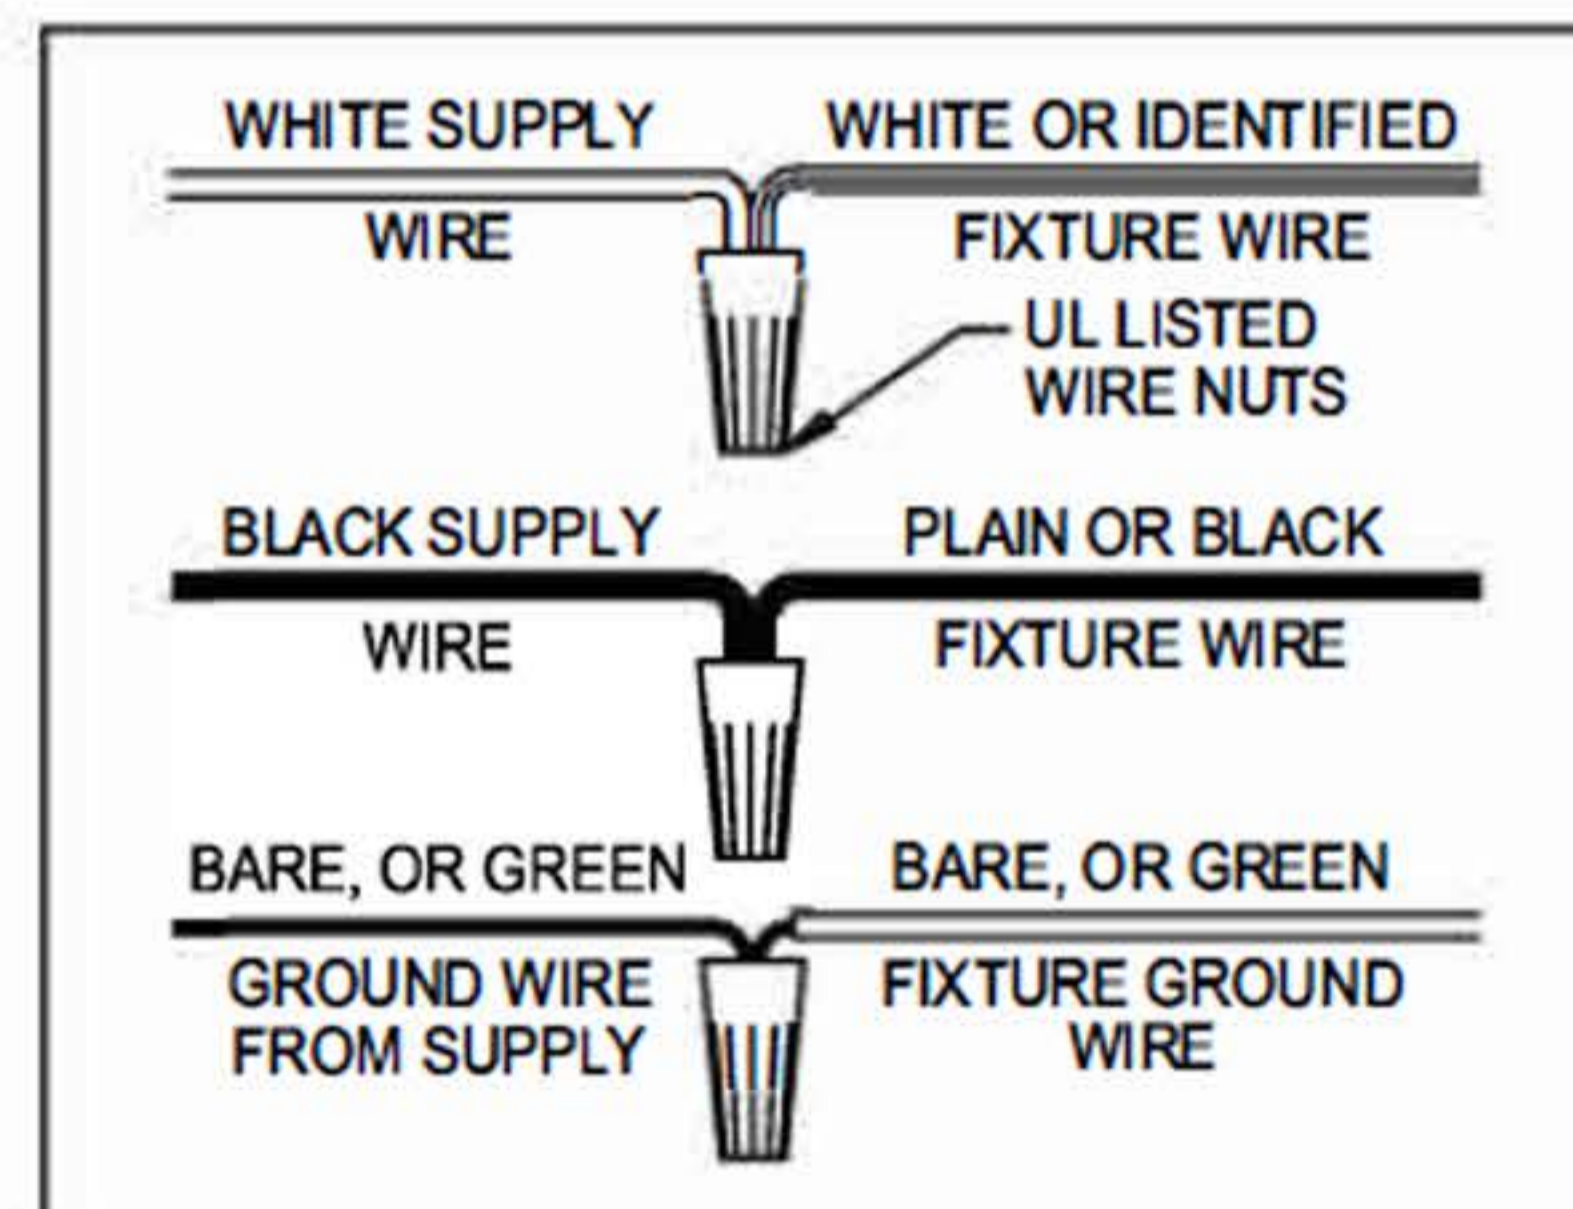 WHITE SUPPLY
WIRE
WHITE OR IDENTIFIED
FIXTURE WIRE
UL LISTED
WIRE NUTS
BLACK SUPPLY
WIRE
PLAIN OR BLACK
FIXTURE WIRE
BARE, OR GREEN
GROUND WIRE
FROM SUPPLY
BARE, OR GREEN
FIXTURE GROUND
WIRE